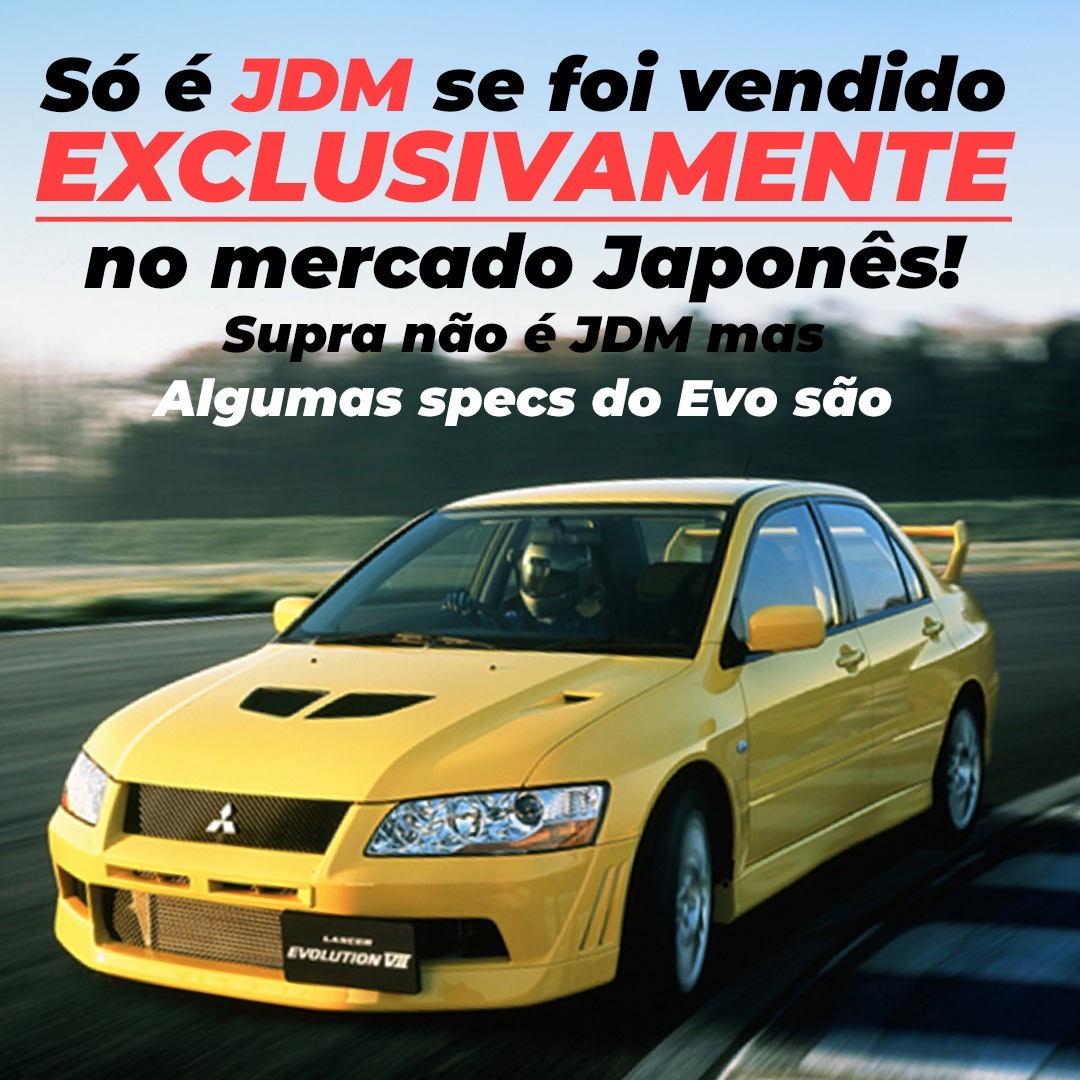 Só é JDM se foi vendido
EXCLUSIVAMENTE
no mercado Japonês!
Supra não é JDM mas
Algumas specs do Evo são
LANCER
EVOLUTION VII